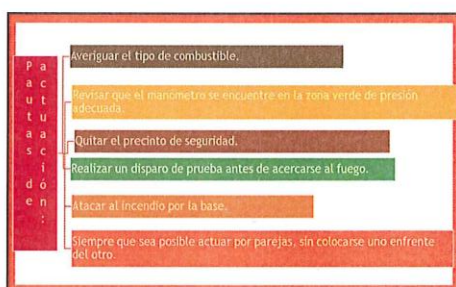 Pautas de
actuación:
Averiguar el tipo de combustible.
Revisar que el manómetro se encuentre en la zona verde de presión
adecuada.
Quitar el precinto de seguridad.
Realizar un disparo de prueba antes de acercarse al fuego.
Atacar al incendio por la base.
Siempre que sea posible actuar por parejas, sin colocarse uno enfrente
del otro.